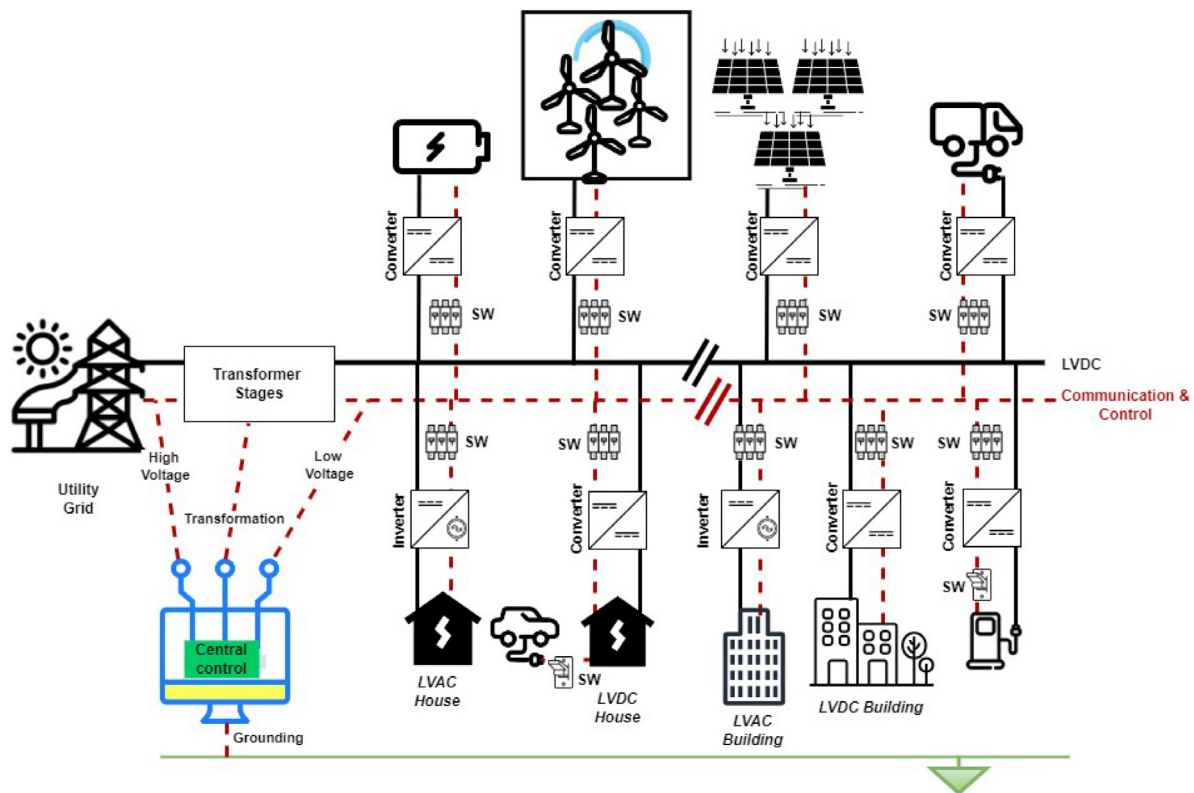 Converter
Converter
Converter
Converter
SW
SW
SW
SW
Transformer
Stages
LVDC
Communication &
Control
High
Voltage
Low
Voltage
Utility
Grid
Transformation
SW
SW
SW
SW
SW
Inverter
Converter
Inverter
Converter
Converter
SW
Central
control
SW
LVAC
House
LVDC
House
LVAC
Building
LVDC Building
Grounding